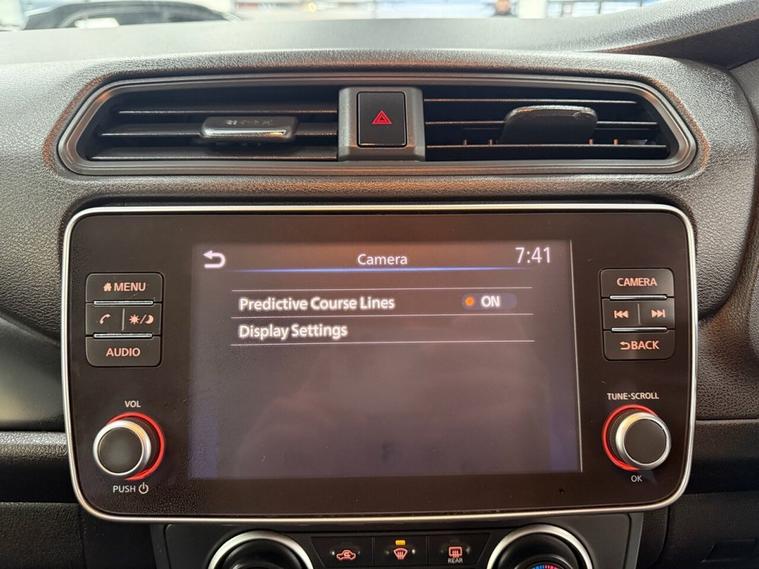 Camera
7:41
Predictive Course Lines
ON
Display Settings
MENU
AUDIO
VOL
PUSH
CAMERA
BACK
TUNE·SCROLL
OK
REAR